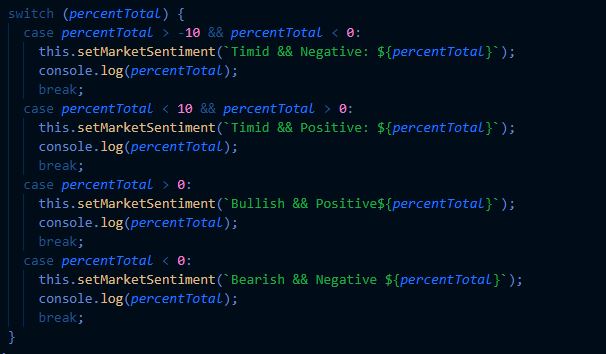 switch (percentTotal) {
case percentTotal > -10 && percentTotal < 0:
this.setMarketSentiment(`Timid && Negative: ${percentTotal}`);
console.log(percentTotal);
break;
case percentTotal < 10 && percentTotal > 0:
this.setMarketSentiment(`Timid && Positive: ${percentTotal}`);
console.log(percentTotal);
break;
case percentTotal > 0:
this.setMarketSentiment(`Bullish && Positive${percentTotal}`);
console.log(percentTotal);
break;
case percentTotal < 0:
this.setMarketSentiment(`Bearish && Negative ${percentTotal}`);
console.log(percentTotal);
break;
}